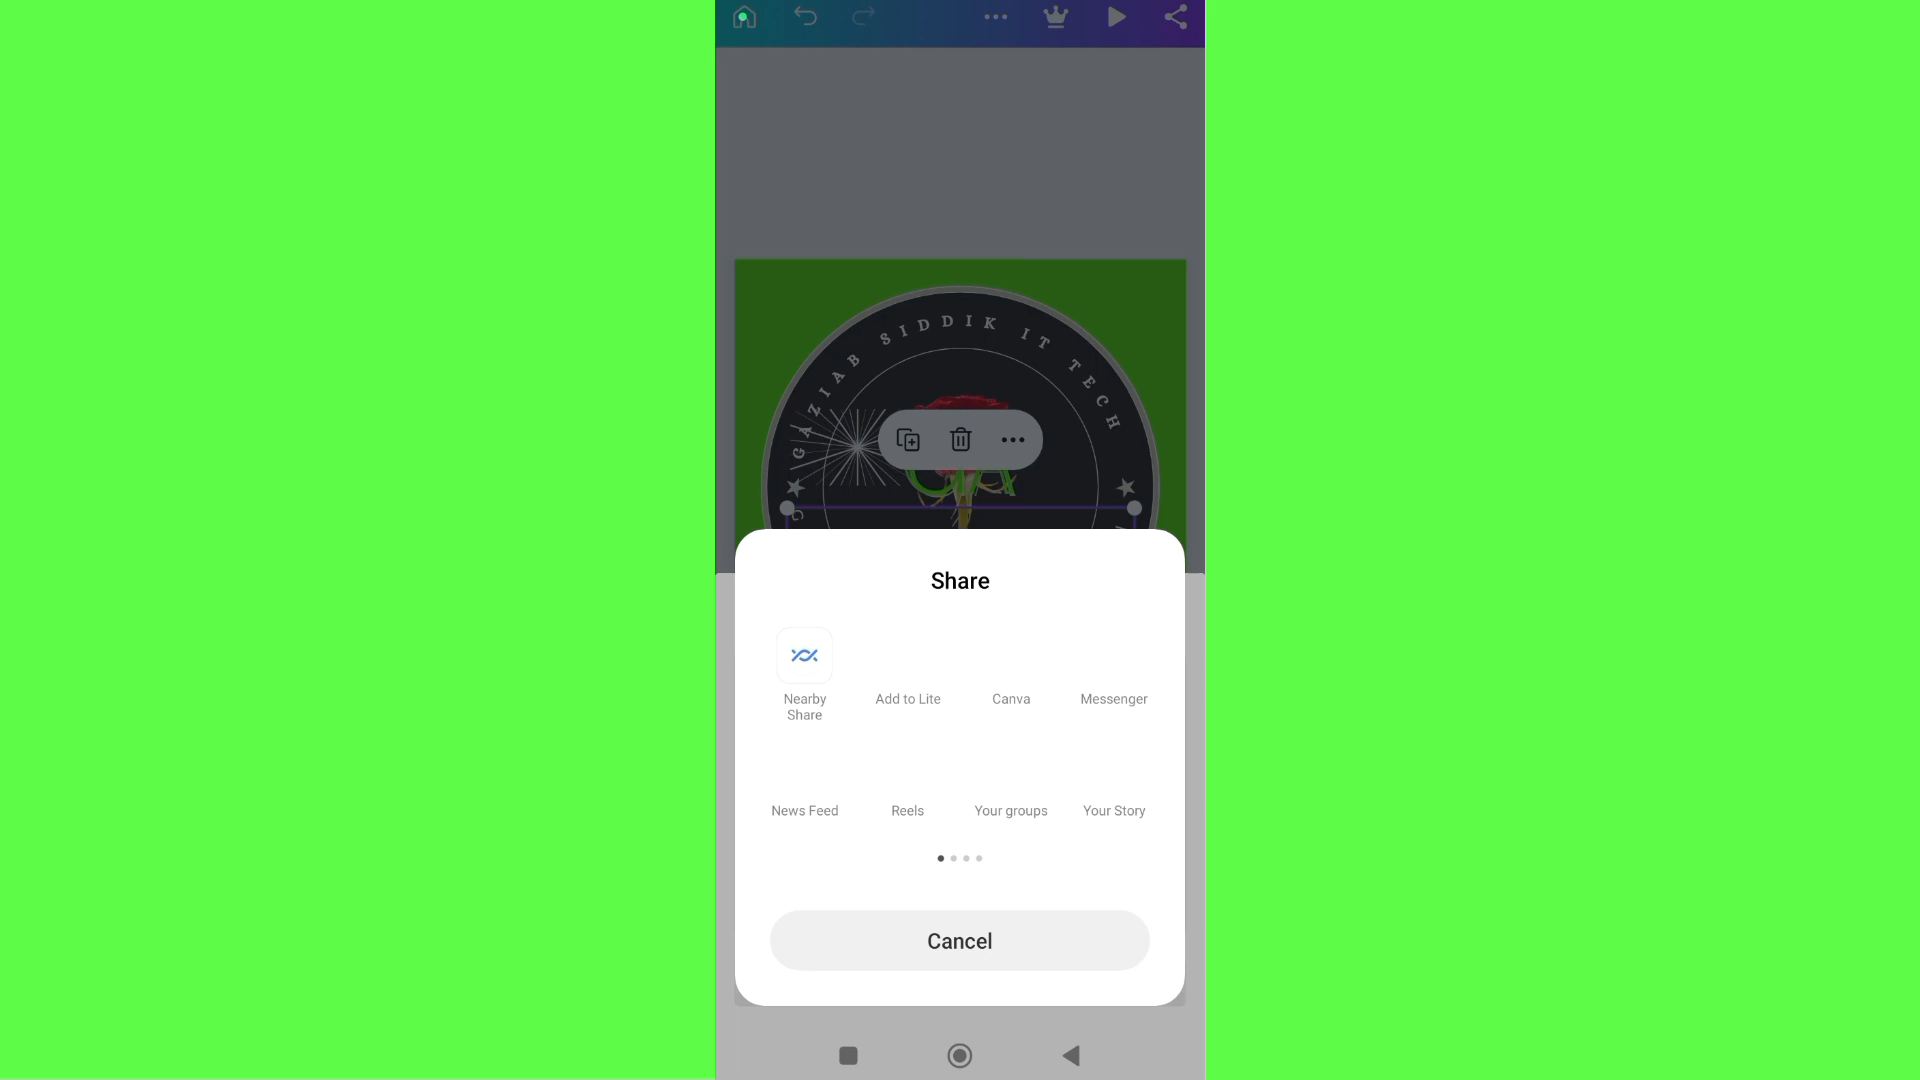 GAZIAB SIDDIK IT TECH
GA
Share
Nearby
Share
Add to Lite
Canva
Messenger
News Feed
Reels
Your groups
Your Story
Cancel